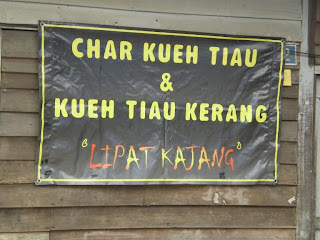 CHAR KUEH TIAU
&
KUEH TIAU KERANG
"LIPAT KAJANG"